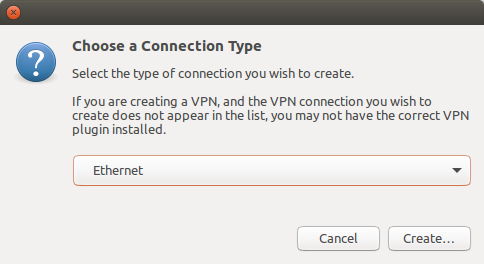 Choose a Connection Type
Select the type of connection you wish to create.
If you are creating a VPN, and the VPN connection you wish to
create does not appear in the list, you may not have the correct VPN
plugin installed.
Ethernet
Cancel
Create…